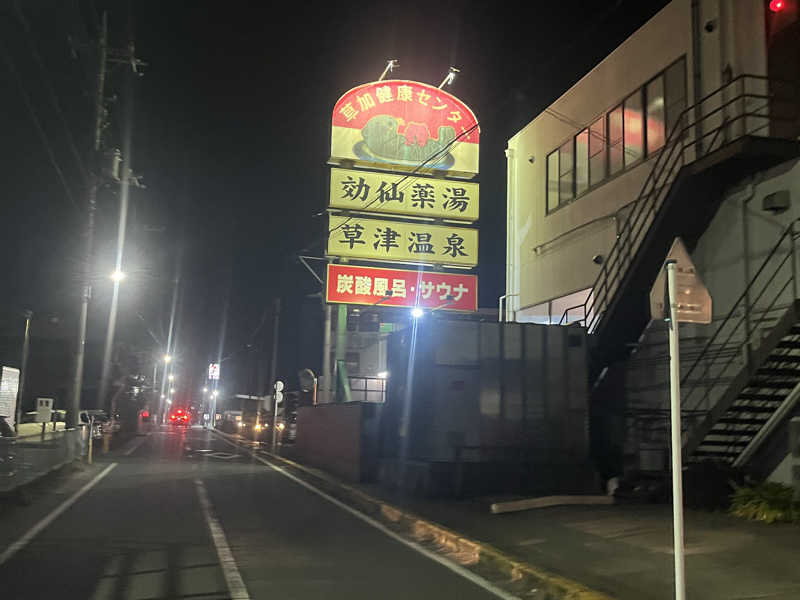 草加健康センター
効仙薬湯
草津温泉
炭酸風呂・サウナ